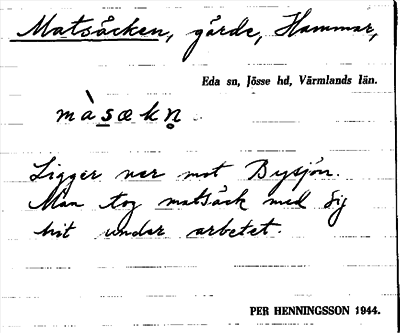 Matsäcken, gärde, Hammar,
Eda sn, Jösse hd, Värmlands län.
màsækn̥
Ligger ner mot Bysjön.
Man tog matsäck med sig
hit under arbetet.
PER HENNINGSSON 1944.